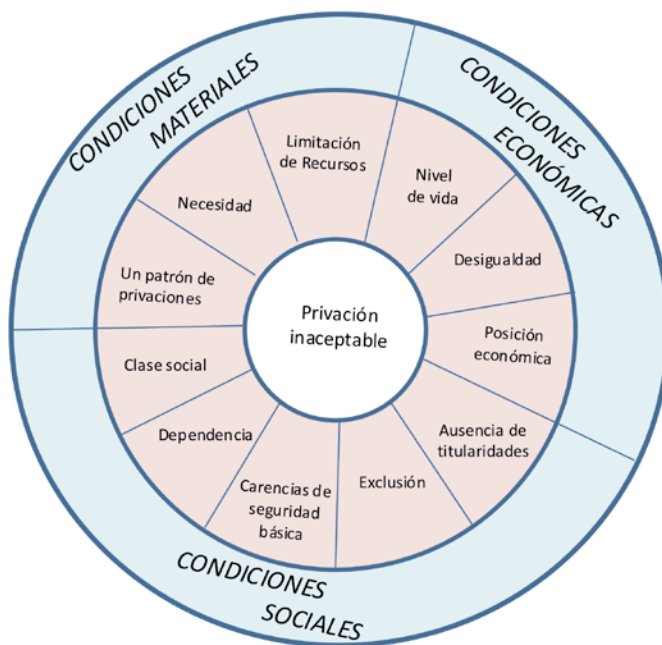 CONDICIONES
MATERIALES
CONDICIONES
ECONÓMICAS
Limitación
de Recursos
Nivel
de vida
Necesidad
Desigualdad
Un patrón de
privaciones
Privación
inaceptable
Posición
económica
Clase social
Dependencia
Ausencia de
titularidades
Carencias de
seguridad
básica
Exclusión
CONDICIONES
SOCIALES